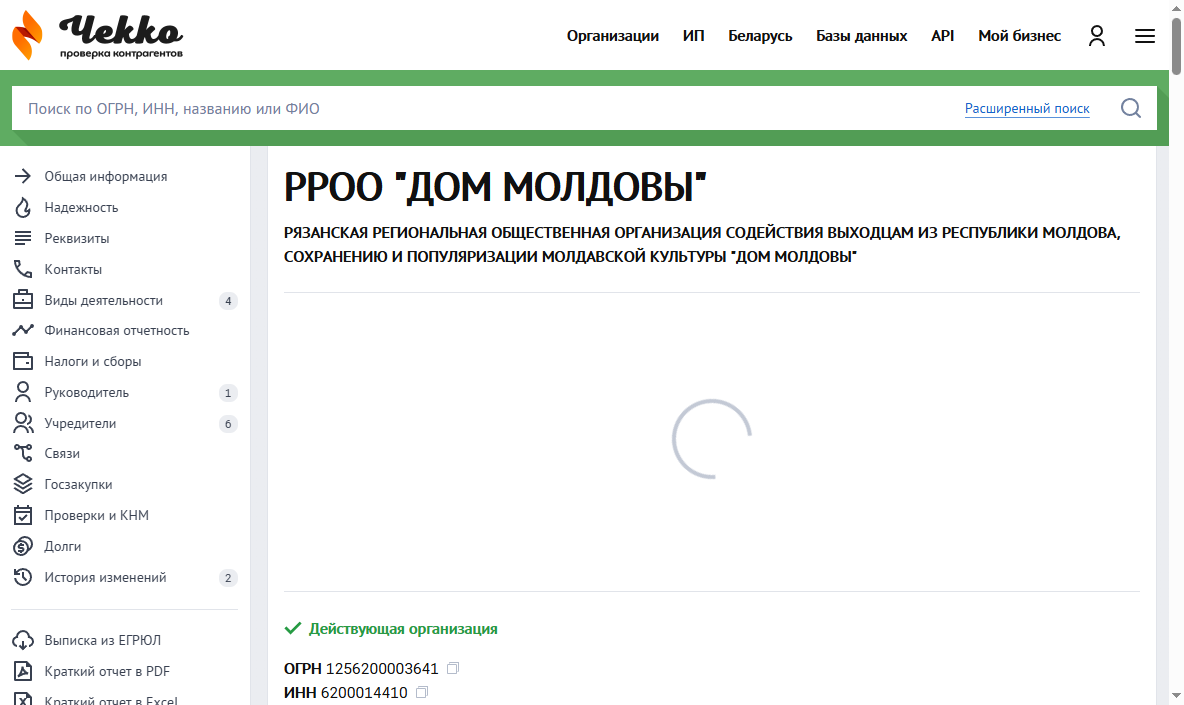 Чекко
проверка контрагентов
Организации ИП Беларусь Базы данных API Мой бизнес
Поиск по ОГРН, ИНН, названию или ФИО Расширенный поиск
Общая информация
Надежность
Реквизиты
Контакты
Виды деятельности 4
Финансовая отчетность
Налоги и сборы
Руководитель 1
Учредители 6
Связи
Госзакупки
Проверки и КНМ
Долги
История изменений 2
Выписка из ЕГРЮЛ
Краткий отчет в PDF
Краткий отчет в Excel
РРОО "ДОМ МОЛДОВЫ"
РЯЗАНСКАЯ РЕГИОНАЛЬНАЯ ОБЩЕСТВЕННАЯ ОРГАНИЗАЦИЯ СОДЕЙСТВИЯ ВЫХОДЦАМ ИЗ РЕСПУБЛИКИ МОЛДОВА,
СОХРАНЕНИЮ И ПОПУЛЯРИЗАЦИИ МОЛДАВСКОЙ КУЛЬТУРЫ "ДОМ МОЛДОВЫ"
Действующая организация
ОГРН 1256200003641
ИНН 6200014410